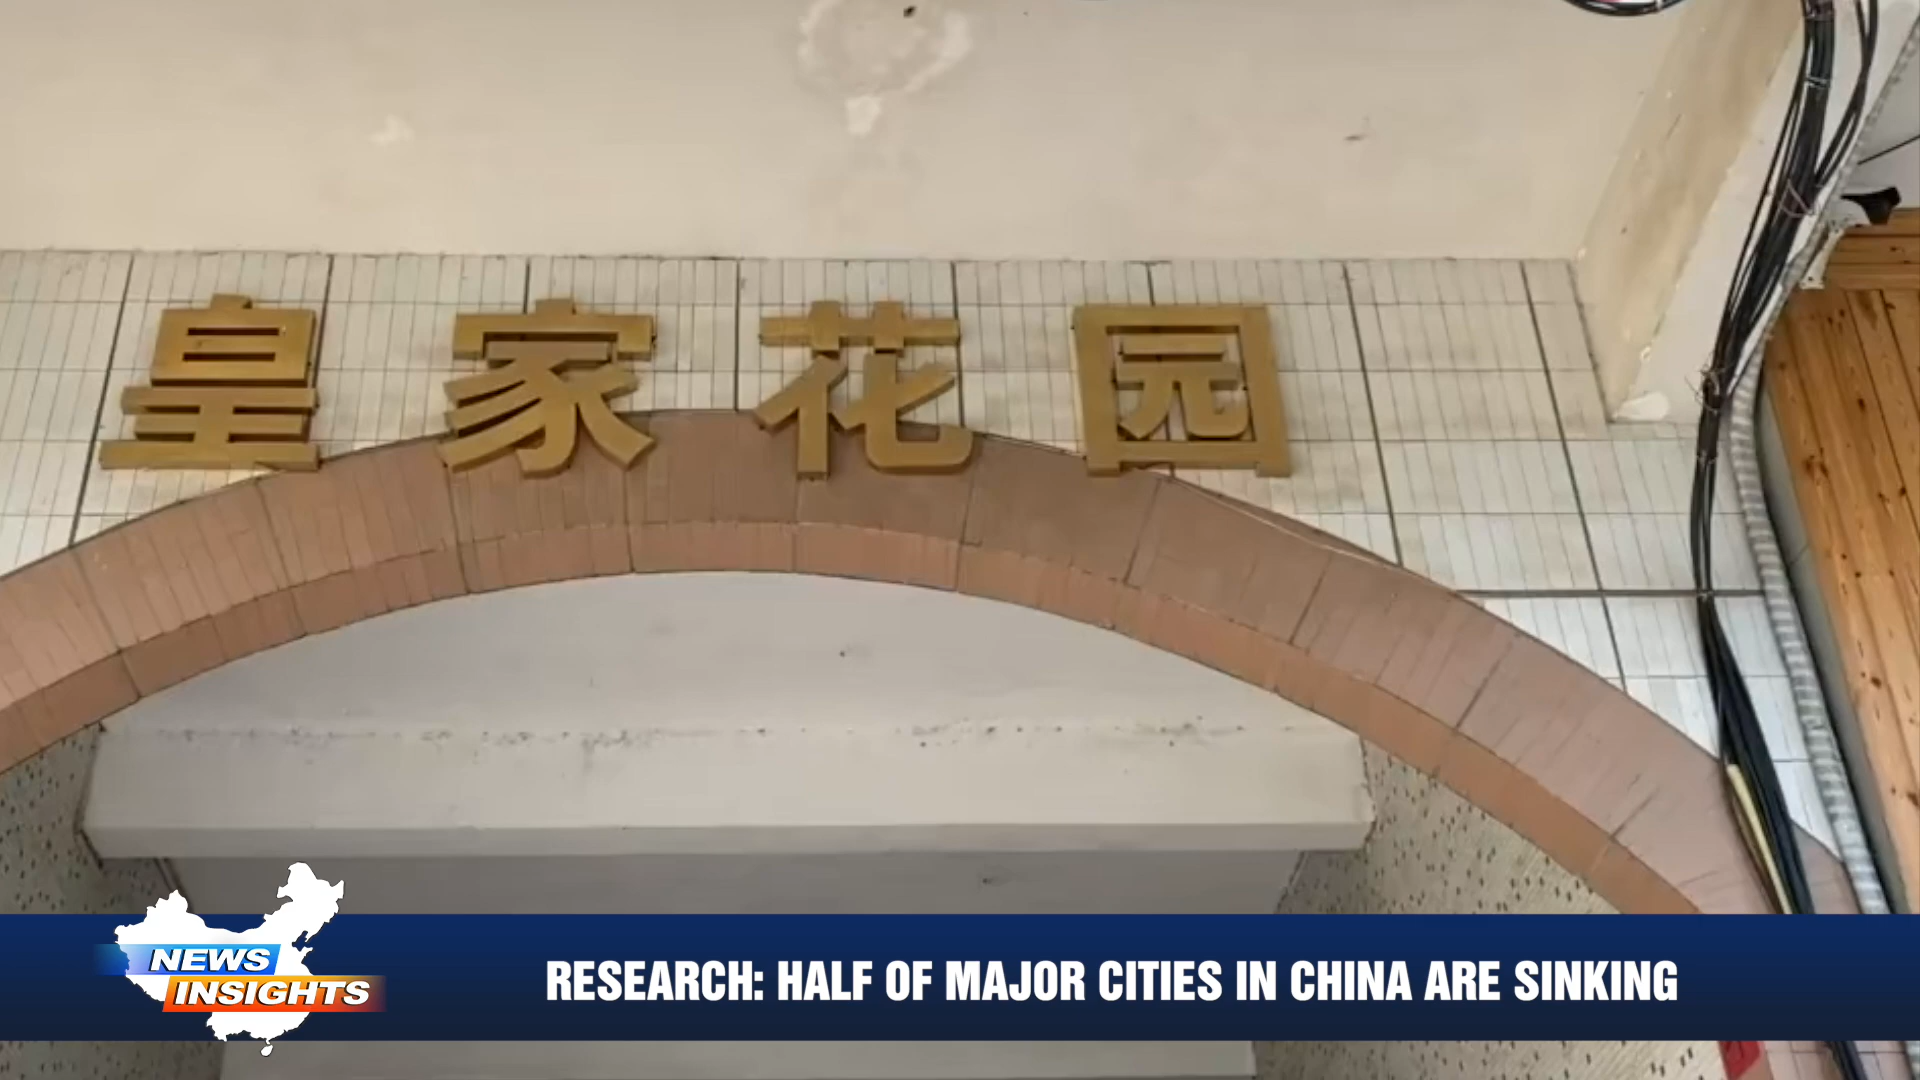 皇家花园
NEWS
INSIGHTS
RESEARCH: HALF OF MAJOR CITIES IN CHINA ARE SINKING